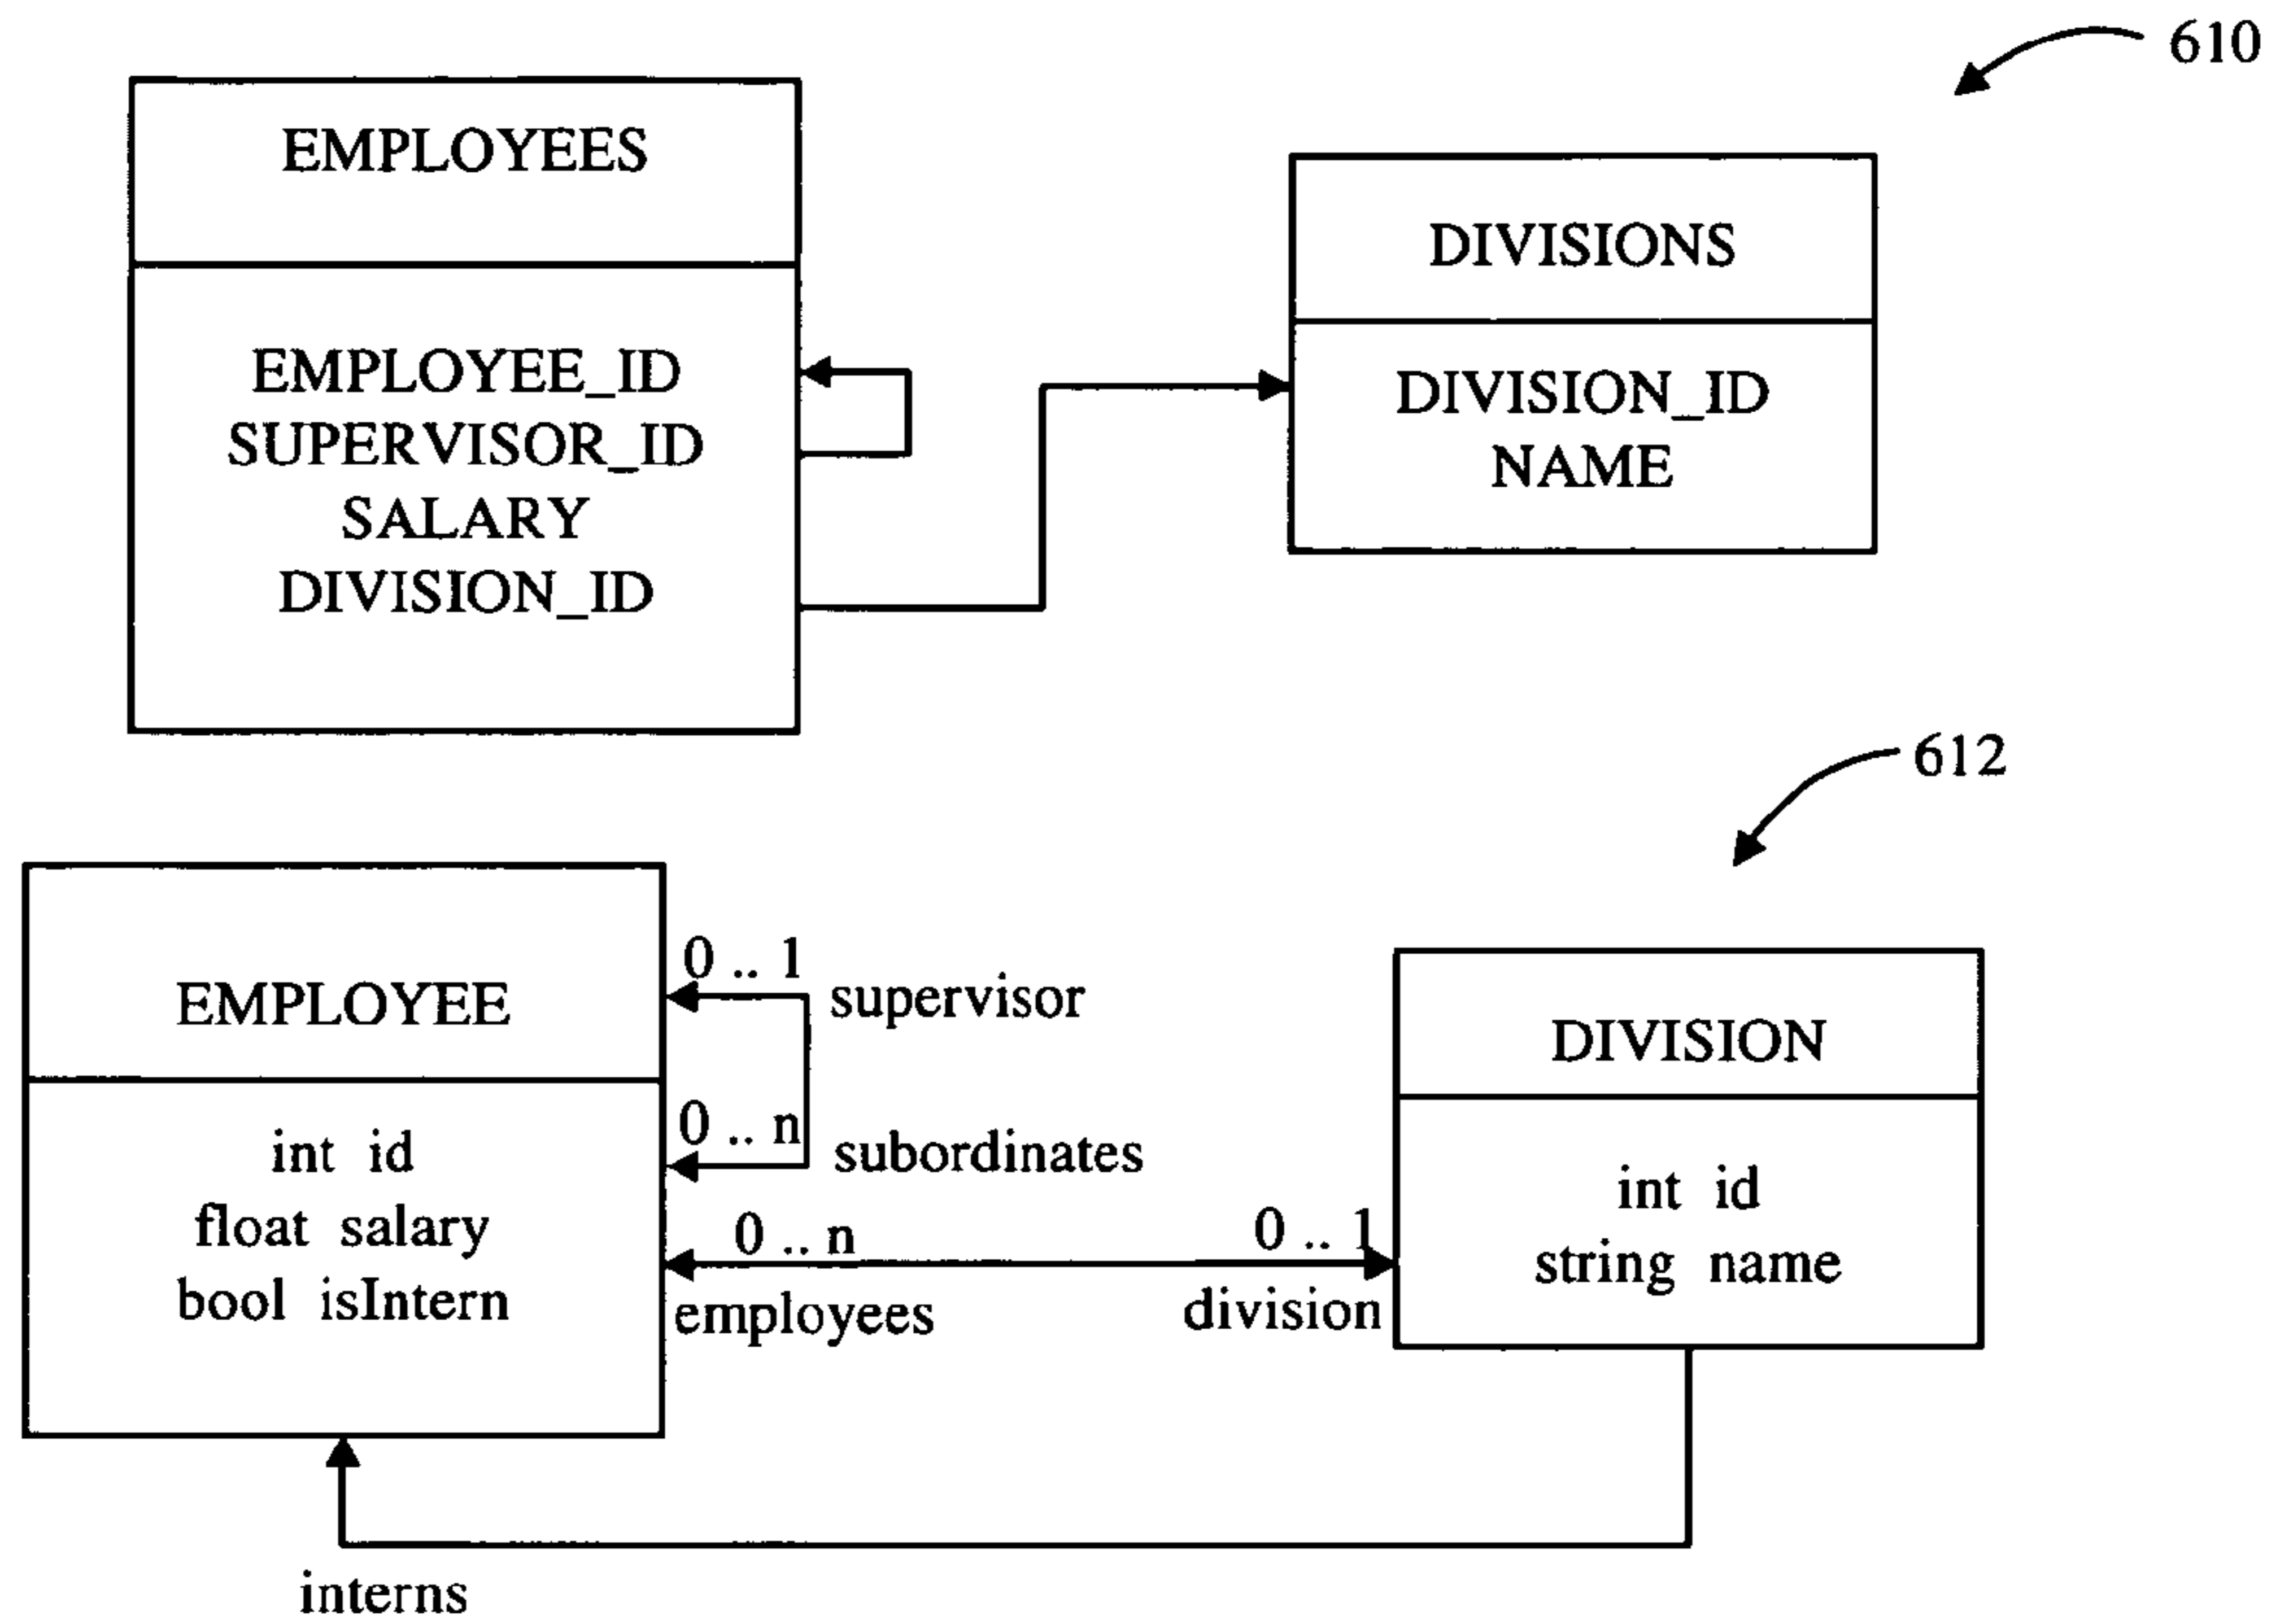 610
EMPLOYEES
DIVISIONS
EMPLOYEE_ID
SUPERVISOR_ID
SALARY
DIVISION_ID
DIVISION_ID
NAME
612
EMPLOYEE
int id
float salary
bool isIntern
0 .. 1
supervisor
0 .. n
subordinates
0 .. n
employees
0 .. 1
division
DIVISION
int id
string name
interns